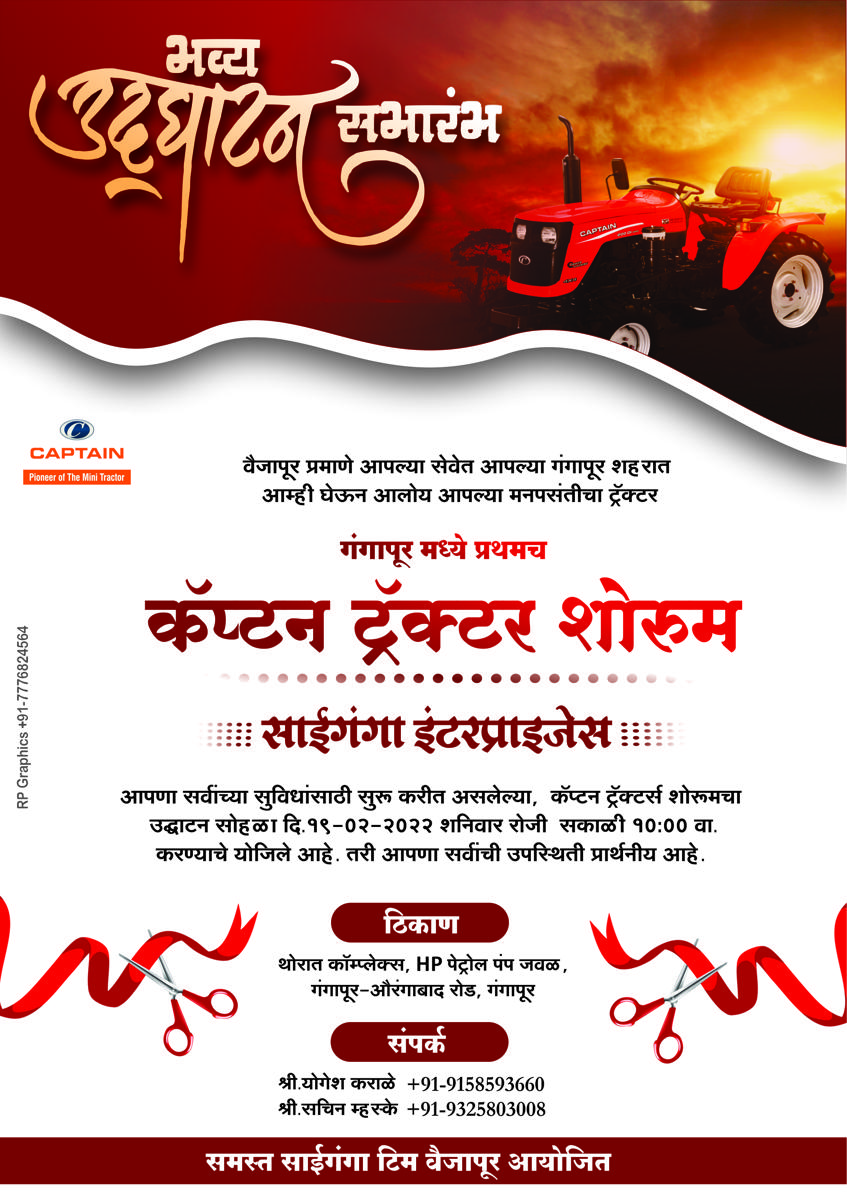 भव्य
उद्घाटन सभारंभ
CAPTAIN
CAPTAIN
Pioneer of The Mini Tractor
वैजापूर प्रमाणे आपल्या सेवेत आपल्या गंगापूर शहरात
आम्ही घेऊन आलोय आपल्या मनपसंतीचा ट्रॅक्टर
गंगापूर मध्ये प्रथमच
कॅप्टन ट्रॅक्टर शोरुम
साईगंगा इंटरप्राइजेस
आपणा सर्वांच्या सुविधांसाठी सुरू करीत असलेल्या, कॅप्टन ट्रॅक्टर्स शोरूमचा
उद्घाटन सोहळा दि.१९-०२-२०२२ शनिवार रोजी सकाळी १०:०० वा.
करण्याचे योजिले आहे. तरी आपणा सर्वांची उपस्थिती प्रार्थनीय आहे.
ठिकाण
थोरात कॉम्प्लेक्स, HP पेट्रोल पंप जवळ,
गंगापूर-औरंगाबाद रोड, गंगापूर
संपर्क
श्री.योगेश कराळे +91-9158593660
श्री.सचिन म्हस्के +91-9325803008
समस्त साईगंगा टिम वैजापूर आयोजित
RP Graphics +91-7776824564